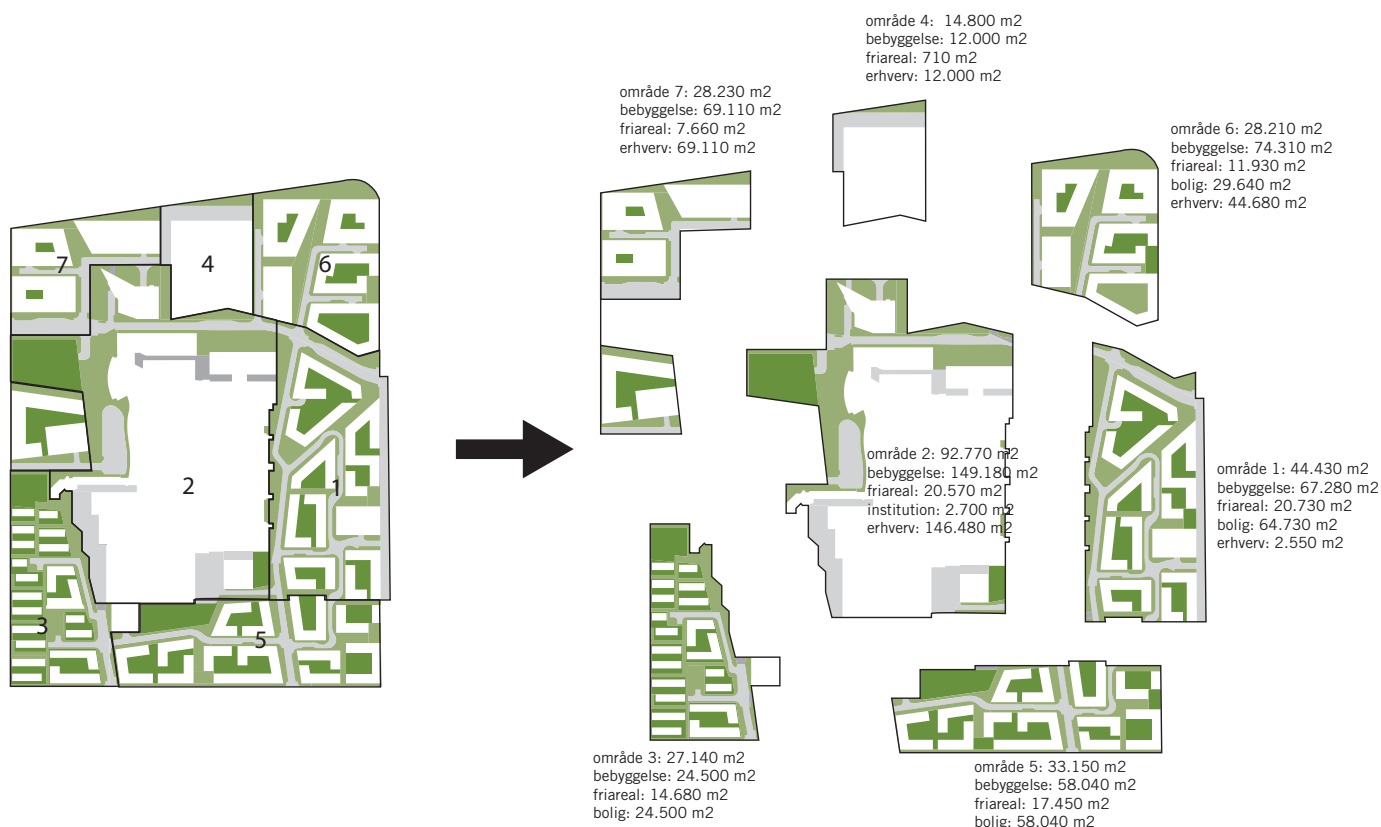 7
4
6
2
1
3
5
område 4:  14.800 m2
bebyggelse: 12.000 m2
friareal: 710 m2
erhverv: 12.000 m2
område 7: 28.230 m2
bebyggelse: 69.110 m2
friareal: 7.660 m2
erhverv: 69.110 m2
område 6: 28.210 m2
bebyggelse: 74.310 m2
friareal: 11.930 m2
bolig: 29.640 m2
erhverv: 44.680 m2
område 2: 92.770 m2
bebyggelse: 149.180 m2
friareal: 20.570 m2
institution: 2.700 m2
erhverv: 146.480 m2
område 1: 44.430 m2
bebyggelse: 67.280 m2
friareal: 20.730 m2
bolig: 64.730 m2
erhverv: 2.550 m2
område 3: 27.140 m2
bebyggelse: 24.500 m2
friareal: 14.680 m2
bolig: 24.500 m2
område 5: 33.150 m2
bebyggelse: 58.040 m2
friareal: 17.450 m2
bolig: 58.040 m2